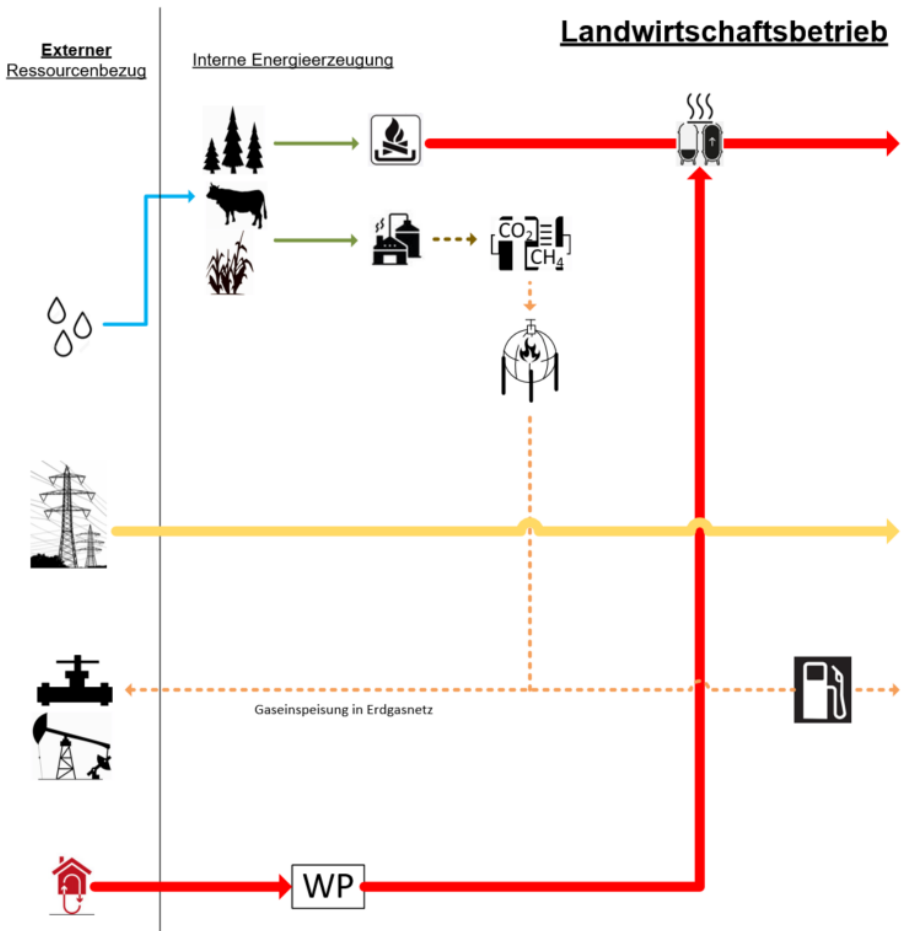 Landwirtschaftsbetrieb
Externer
Ressourcenbezug
Interne Energieerzeugung
CO₂
CH₄
Gaseinspeisung in Erdgasnetz
WP